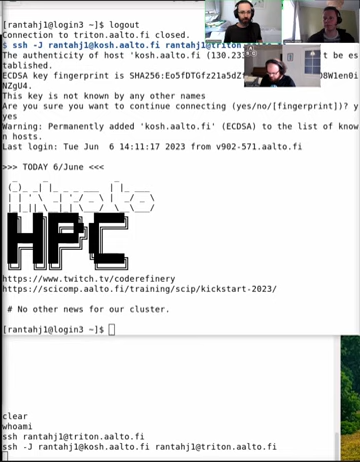 [rantahj1@login3 ~]$ logout
Connection to triton.aalto.fi closed.
$ ssh -J rantahj1@kosh.aalto.fi rantahj1@triton.
The authenticity of host 'kosh.aalto.fi (130.233 t be es
tablished.
ECDSA key fingerprint is
NZgU4.
This key is not known by any other names
Are you sure you want to continue connecting (yes/no/[fingerprint])? y
yes
Warning: Permanently added 'kosh.aalto.fi' (ECDSA) to the list of know
n hosts.
Last login: Tue Jun 6 14:11:17 2023 from v902-571.aalto.fi
>>> TODAY 6/June <<<
intro
HPC
https://www.twitch.tv/coderefinery
https://scicomp.aalto.fi/training/scip/kickstart-2023/
# No other news for our cluster.
[rantahj1@login3 ~]$
clear
whoami
ssh rantahj1@triton.aalto.fi
ssh -J rantahj1@kosh.aalto.fi rantahj1@triton.aalto.fi